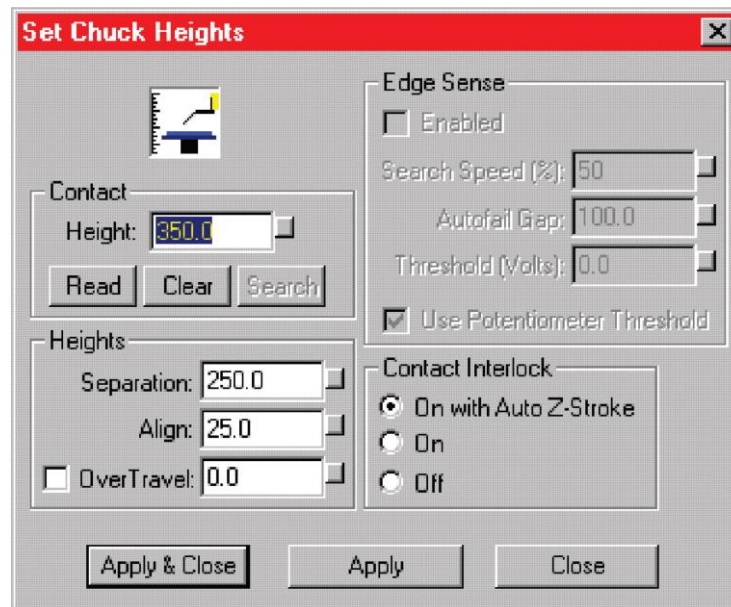 Set Chuck Heights
Contact
Height: 350.0
Read Clear Search
Heights
Separation: 250.0
Align: 25.0
OverTravel: 0.0
Edge Sense
Enabled
Search Speed (%): 50
Autofail Gap: 100.0
Threshold (Volts): 0.0
Use Potentiometer Threshold
Contact Interlock
On with Auto Z-Stroke
On
Off
Apply & Close Apply Close